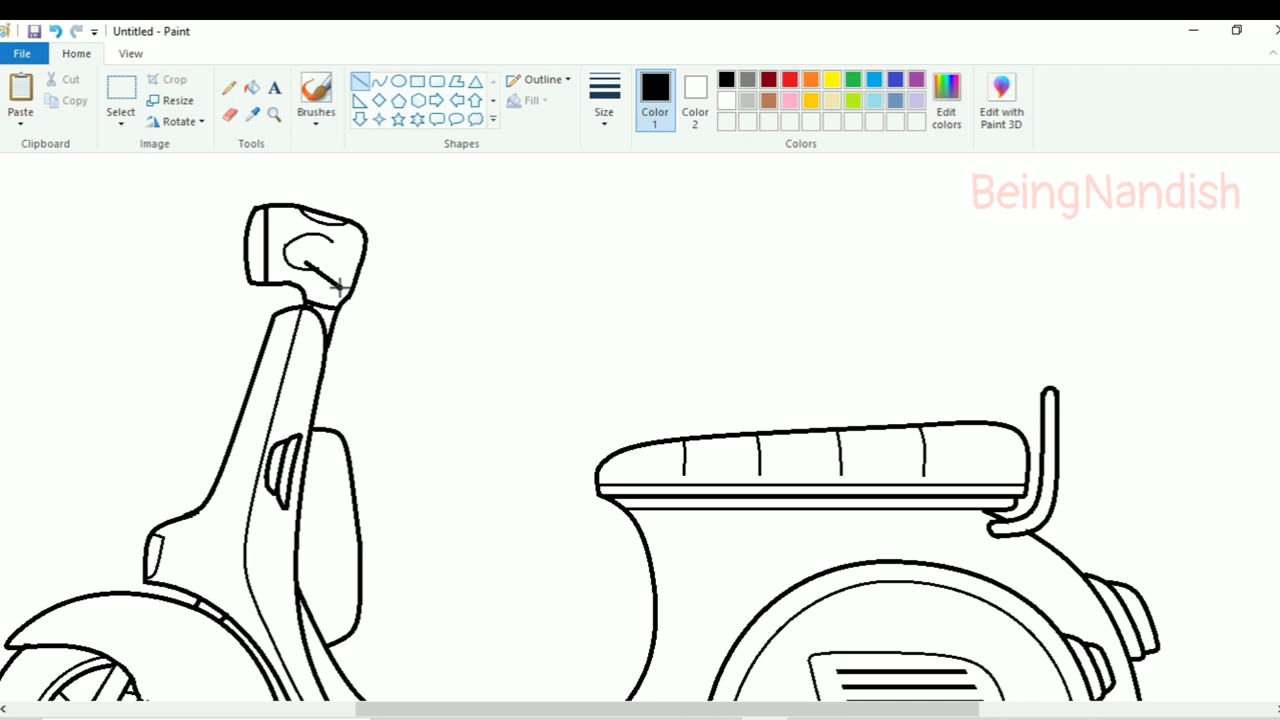 Untitled - Paint
File Home View
Paste
Cut
Copy
Clipboard
Select
Crop
Resize
Rotate
Image
A
Tools
Brushes
Shapes
Outline
Fill
Size
Color 1
Color 2
Colors
Edit colors
Edit with Paint 3D
BeingNandish